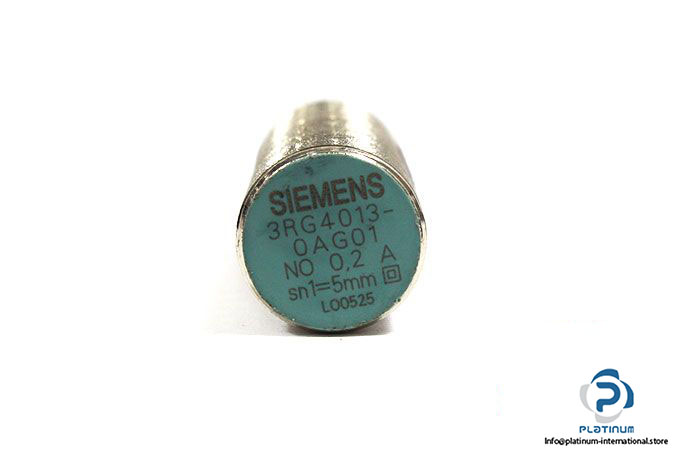 SIEMENS
3RG4013-
0AG01
NO 0,2 A
sn1=5mm
L00525
PLATINUM
Info@platinum-international.store